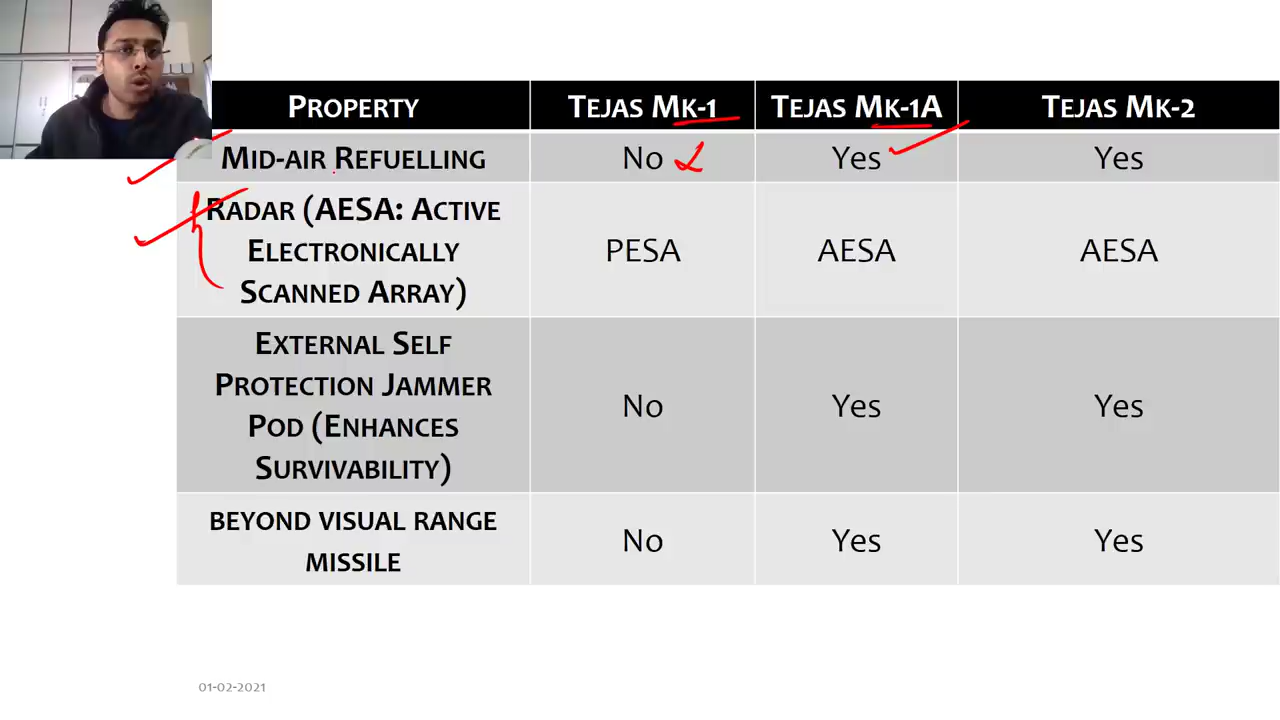 PROPERTY TEJAS MK-1 TEJAS MK-1A TEJAS MK-2
MID-AIR REFUELLING No Yes Yes
RADAR (AESA: ACTIVE
ELECTRONICALLY
SCANNED ARRAY) PESA AESA AESA
EXTERNAL SELF
PROTECTION JAMMER
POD (ENHANCES
SURVIVABILITY) No Yes Yes
BEYOND VISUAL RANGE
MISSILE No Yes Yes
01-02-2021